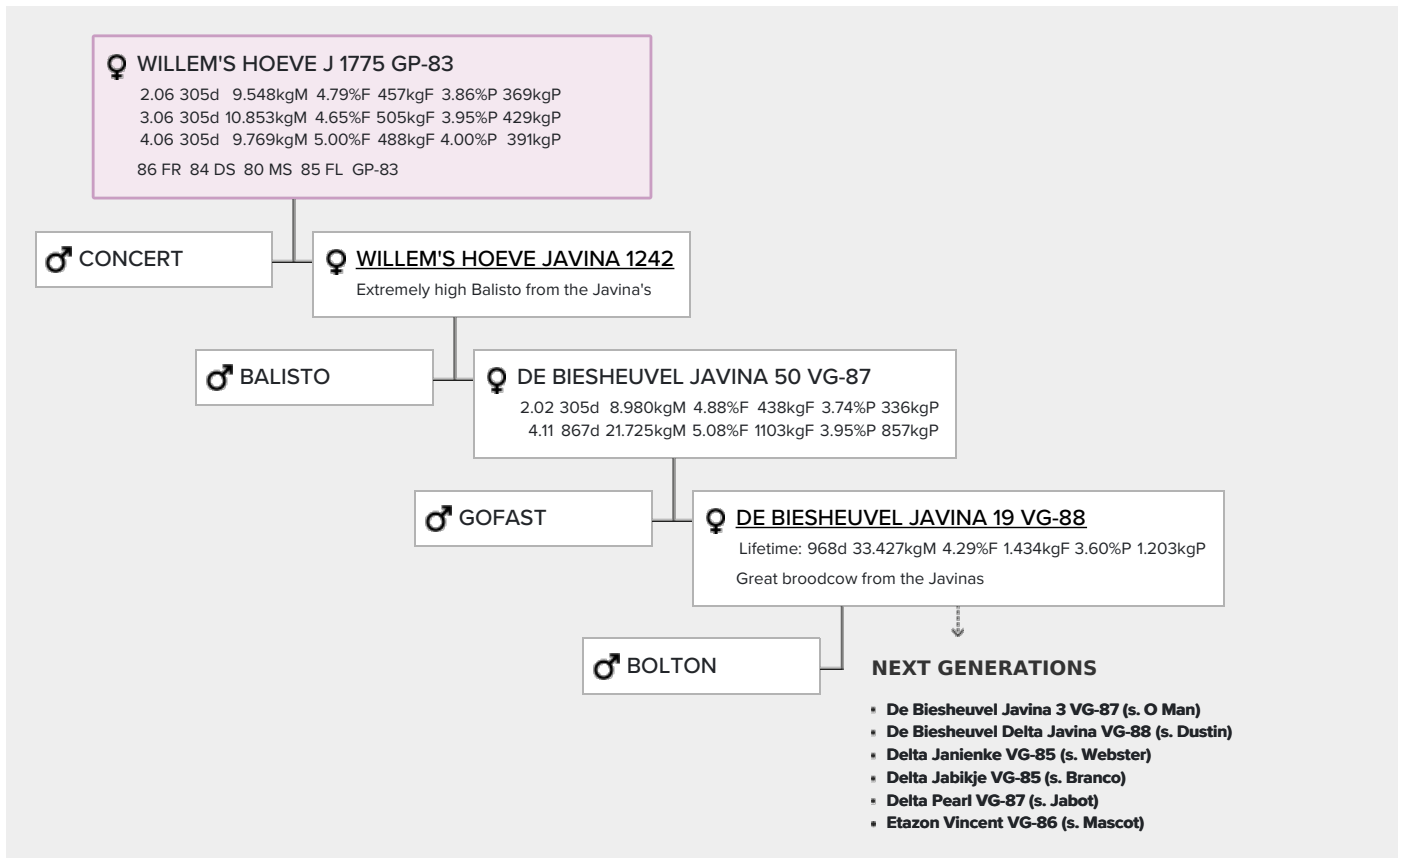 WILLEM'S HOEVE J 1775 GP-83
2.06 305d 9.548kgM 4.79%F 457kgF 3.86%P 369kgP
3.06 305d 10.853kgM 4.65%F 505kgF 3.95%P 429kgP
4.06 305d 9.769kgM 5.00%F 488kgF 4.00%P 391kgP
86 FR 84 DS 80 MS 85 FL GP-83
CONCERT
WILLEM'S HOEVE JAVINA 1242
Extremely high Balisto from the Javina's
BALISTO
DE BIESHEUVEL JAVINA 50 VG-87
2.02 305d 8.980kgM 4.88%F 438kgF 3.74%P 336kgP
4.11 867d 21.725kgM 5.08%F 1103kgF 3.95%P 857kgP
GOFAST
DE BIESHEUVEL JAVINA 19 VG-88
Lifetime: 968d 33.427kgM 4.29%F 1.434kgF 3.60%P 1.203kgP
Great broodcow from the Javinas
BOLTON
NEXT GENERATIONS
De Biesheuvel Javina 3 VG-87 (s. O Man)
De Biesheuvel Delta Javina VG-88 (s. Dustin)
Delta Janienke VG-85 (s. Webster)
Delta Jabikje VG-85 (s. Branco)
Delta Pearl VG-87 (s. Jabot)
Etazon Vincent VG-86 (s. Mascot)